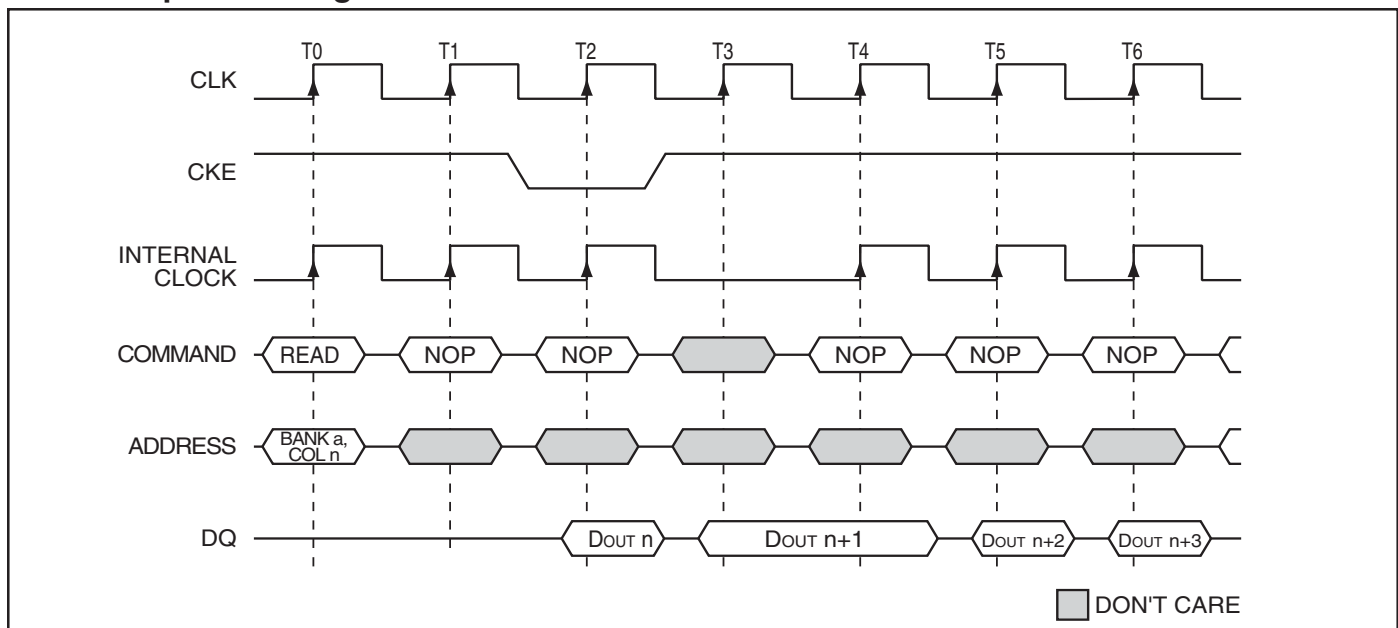 T0 T1 T2 T3 T4 T5 T6
CLK
CKE
INTERNAL
CLOCK
COMMAND READ NOP NOP NOP NOP NOP
ADDRESS BANK a,
COL n
DQ DOUT n DOUT n+1 DOUT n+2 DOUT n+3
DON'T CARE